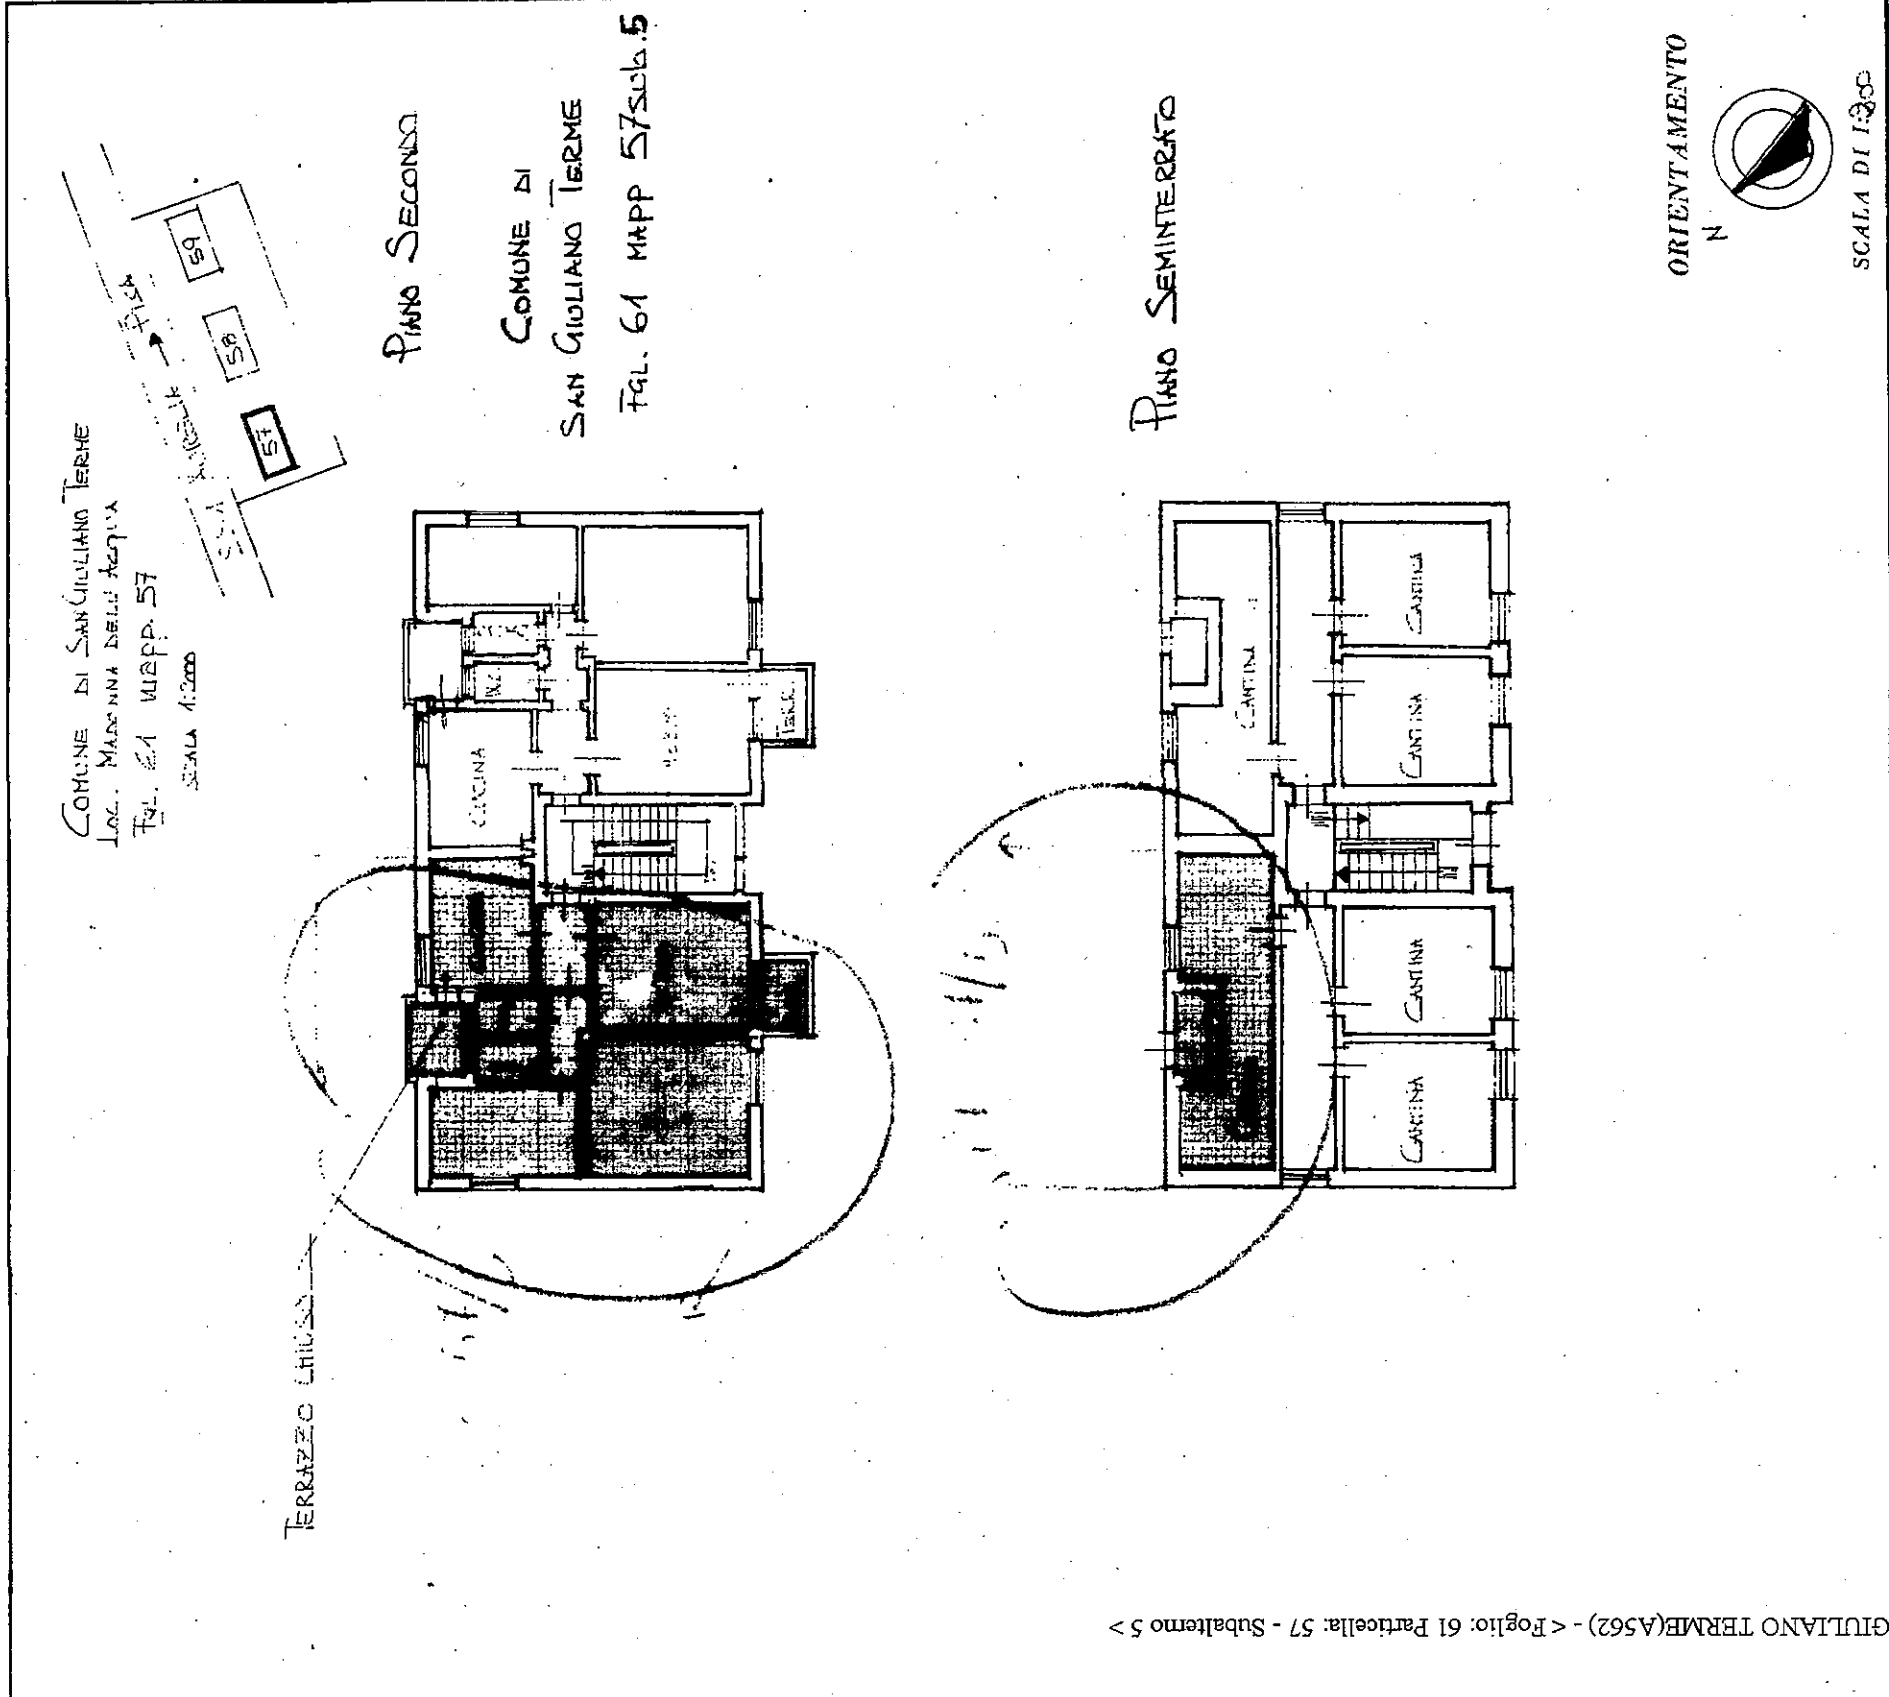 COMUNE DI SAN GIULIANO TERME
LOC. MADONNA DELL'ACQUA
FGL. 61 MAPP. 57
SCALA 1:2000
PISA
59
58
57
PIANO SECONDO
COMUNE DI
SAN GIULIANO TERME
FGL. 61 MAPP 57 SUB.5
CUCINA
W.C.
TERR.
TERRAZZO CHIUSO
PIANO SEMINTERRATO
CANTINA
CANTINA
CANTINA
CANTINA
CANTINA
ORIENTAMENTO
N
SCALA DI 1:200
GIULIANO TERME(A562) - < Foglio: 61 Particella: 57 - Subalterno 5 >